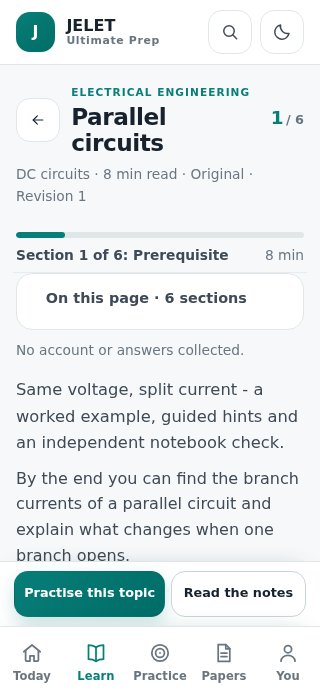 J
JELET
Ultimate Prep
ELECTRICAL ENGINEERING
Parallel
circuits
1 / 6
DC circuits · 8 min read · Original ·
Revision 1
Section 1 of 6: Prerequisite
8 min
On this page · 6 sections
No account or answers collected.
Same voltage, split current - a
worked example, guided hints and
an independent notebook check.
By the end you can find the branch
currents of a parallel circuit and
explain what changes when one
branch opens.
Practise this topic
Read the notes
Today
Learn
Practice
Papers
You